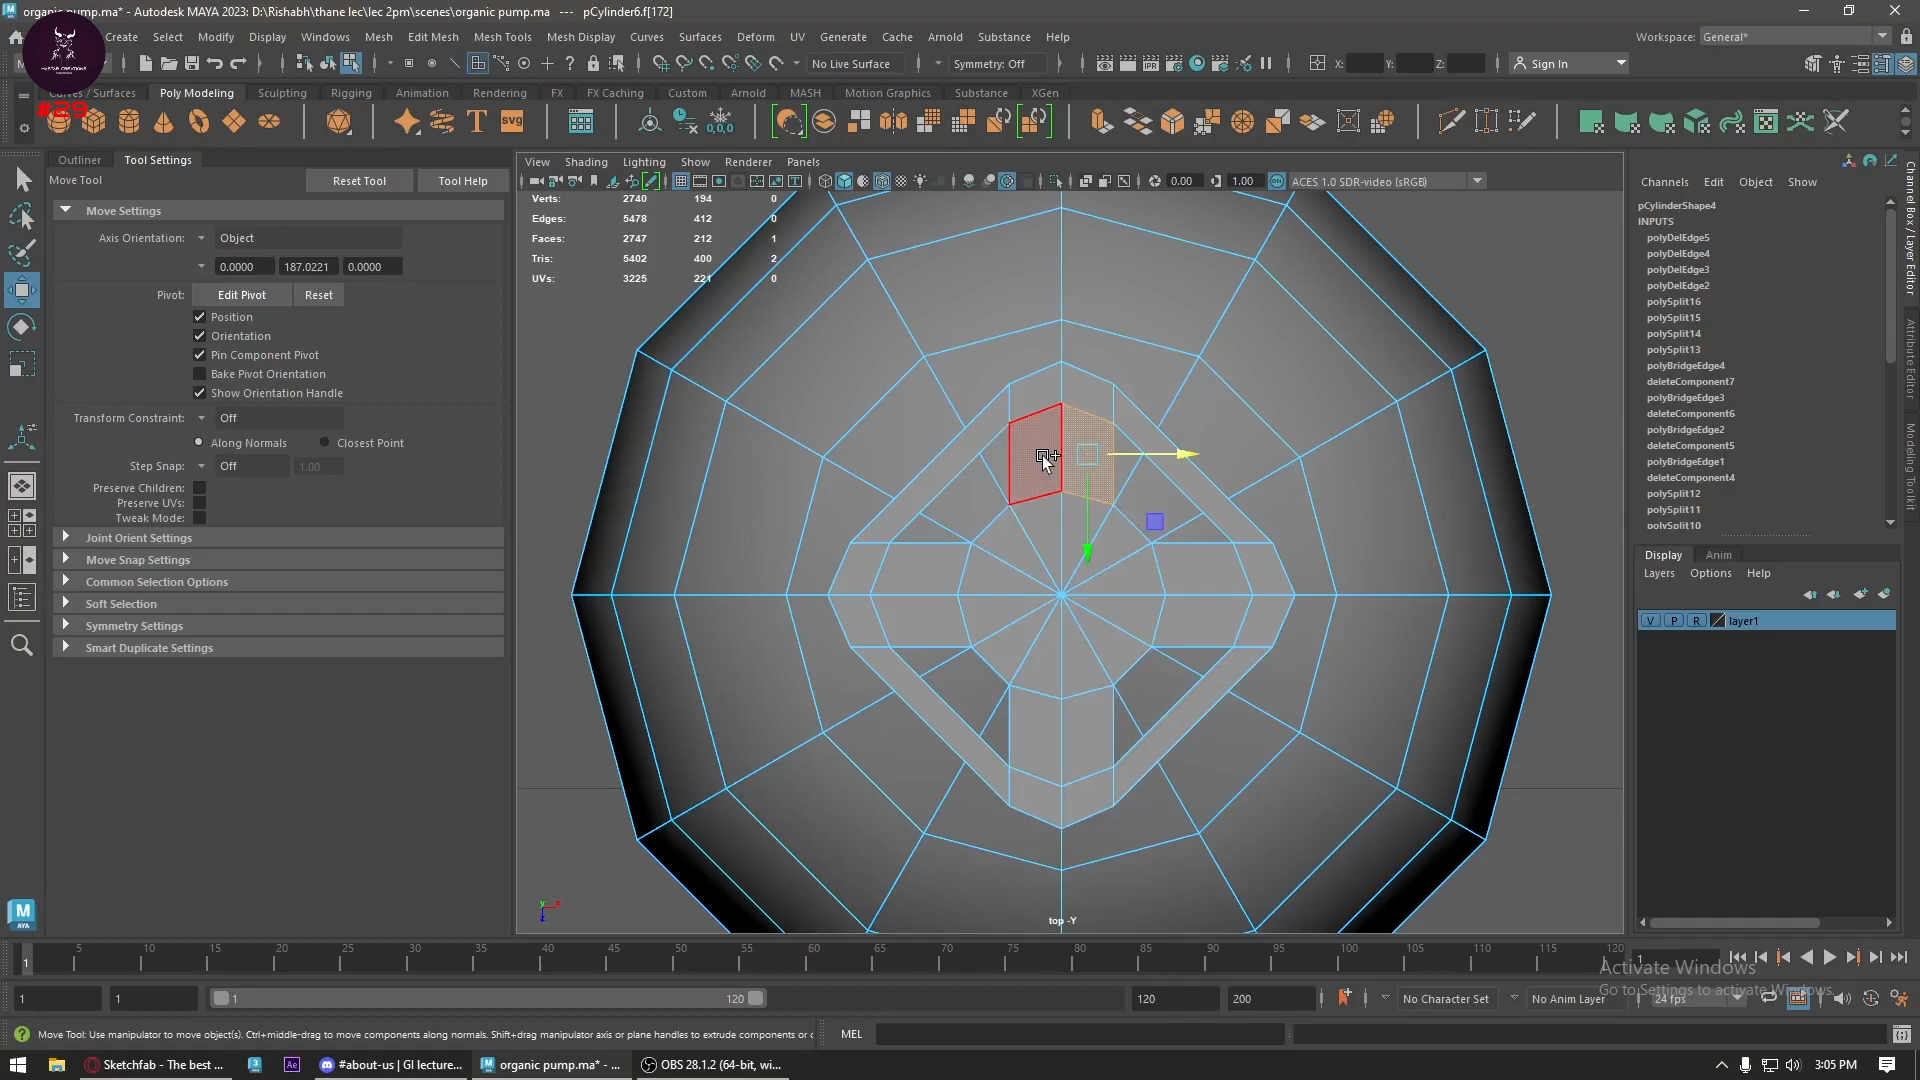 organic pump.ma* - Autodesk MAYA 2023: D:\Rishabh\thane lec\lec 2pm\scenes\organic pump.ma   ---   pCylinder6.f[172]
Create Select Modify Display Windows Mesh Edit Mesh Mesh Tools Mesh Display Curves Surfaces Deform UV Generate Cache Arnold Substance Help
Workspace: General*
No Live Surface
Symmetry: Off
X: Y: Z:
Sign In
Curves / Surfaces Poly Modeling Sculpting Rigging Animation Rendering FX FX Caching Custom Arnold MASH Motion Graphics Substance XGen
#29
SVG
0,0,0
Outliner Tool Settings
Move Tool
Reset Tool
Tool Help
Move Settings
Axis Orientation: Object
0.0000 187.0221 0.0000
Pivot: Edit Pivot Reset
Position
Orientation
Pin Component Pivot
Bake Pivot Orientation
Show Orientation Handle
Transform Constraint: Off
Along Normals Closest Point
Step Snap: Off 1.00
Preserve Children:
Preserve UVs:
Tweak Mode:
Joint Orient Settings
Move Snap Settings
Common Selection Options
Soft Selection
Symmetry Settings
Smart Duplicate Settings
View Shading Lighting Show Renderer Panels
0.00 1.00 ACES 1.0 SDR-video (sRGB)
Verts: 2740 194 0
Edges: 5478 412 0
Faces: 2747 212 1
Tris: 5402 400 2
UVs: 3225 221 0
top -Y
Channels Edit Object Show
pCylinderShape4
INPUTS
polyDelEdge5
polyDelEdge4
polyDelEdge3
polyDelEdge2
polySplit16
polySplit15
polySplit14
polySplit13
polyBridgeEdge4
deleteComponent7
polyBridgeEdge3
deleteComponent6
polyBridgeEdge2
deleteComponent5
polyBridgeEdge1
deleteComponent4
polySplit12
polySplit11
polySplit10
Display Anim
Layers Options Help
V P R layer1
Channel Box / Layer Editor
Attribute Editor
Modeling Toolkit
1 5 10 15 20 25 30 35 40 45 50 55 60 65 70 75 80 85 90 95 100 105 110 115 120
1
Activate Windows
Go to Settings to activate Windows.
1 1 1 120 120 200
No Character Set
No Anim Layer
24 fps
Move Tool: Use manipulator to move object(s). Ctrl+middle-drag to move components along normals. Shift+drag manipulator axis or plane handles to extrude components or c
MEL
Sketchfab - The best ...
#about-us | GI lecture...
organic pump.ma* - ...
OBS 28.1.2 (64-bit, wi...
3:05 PM